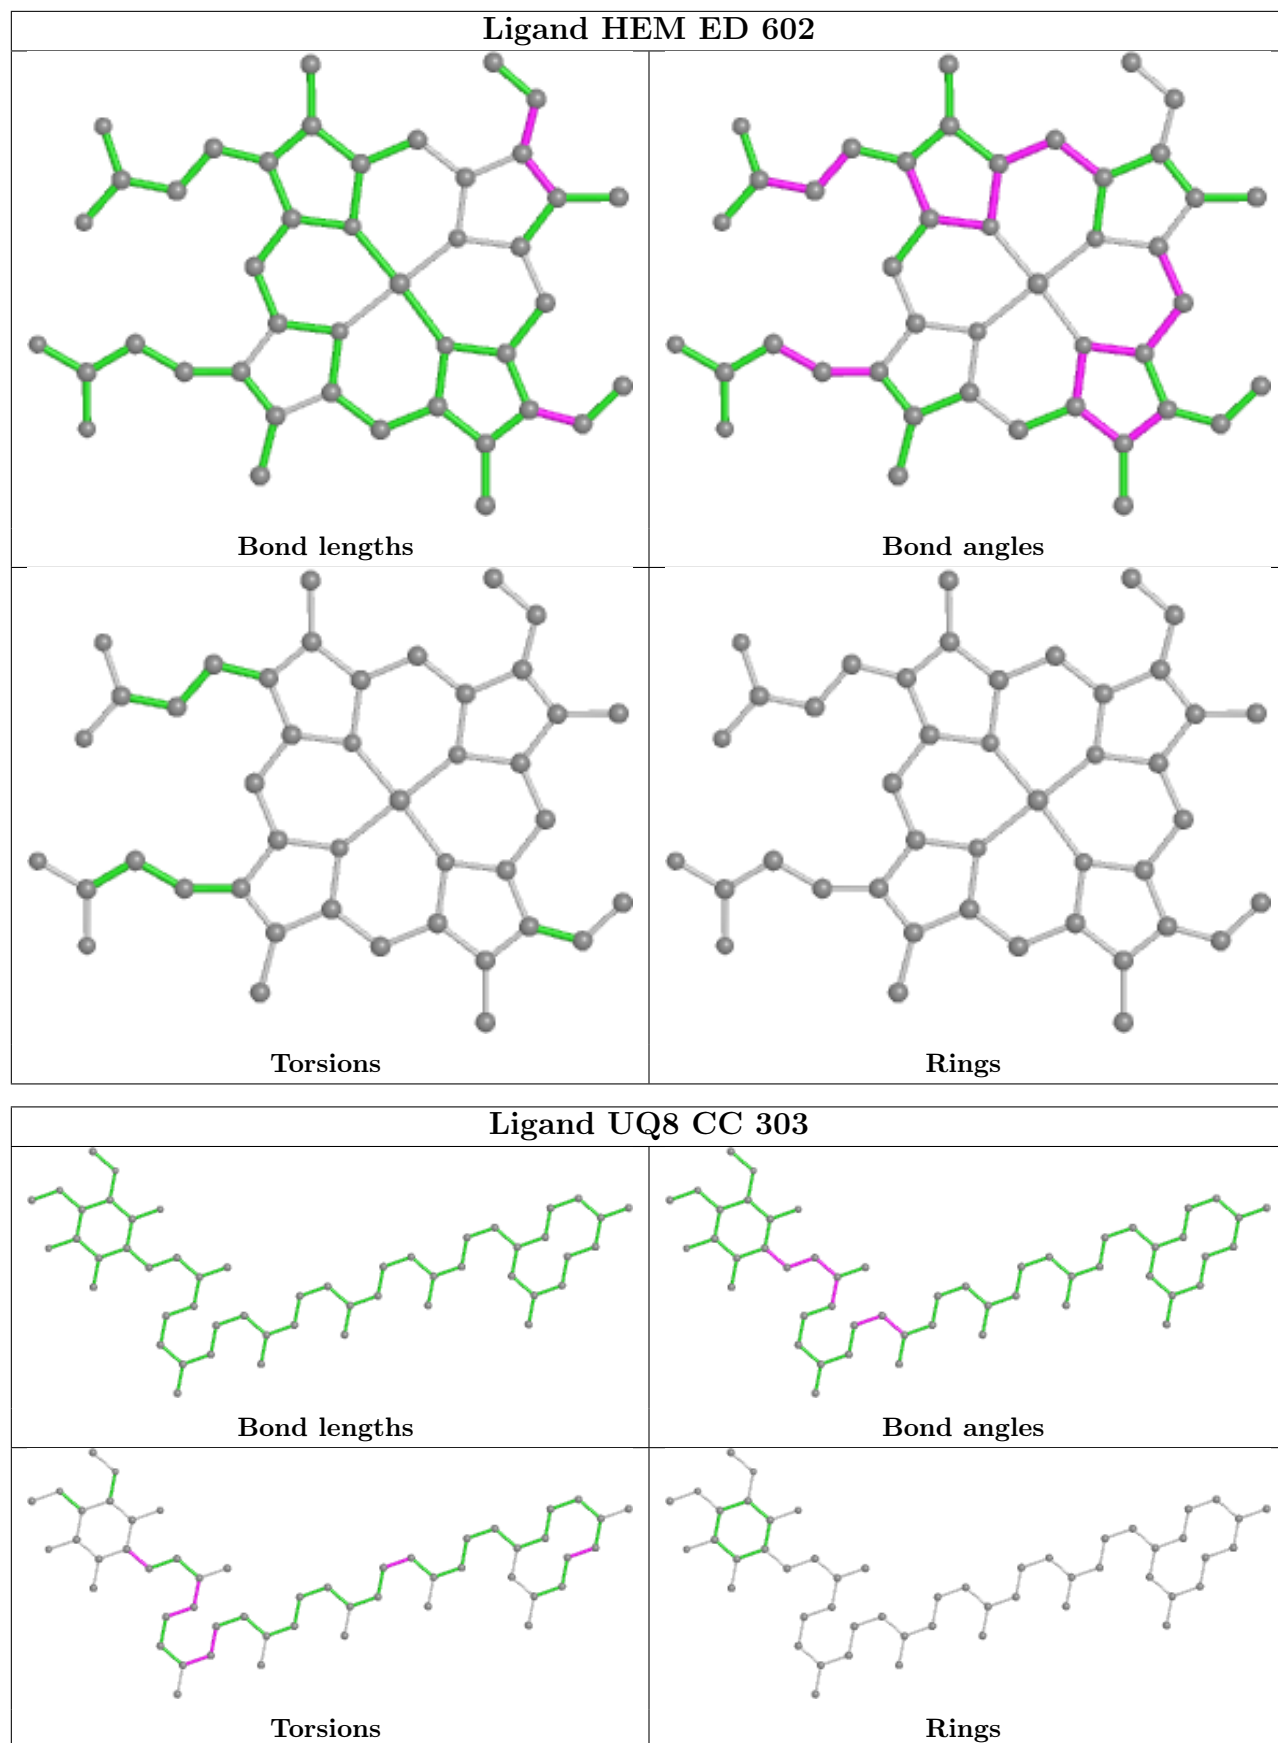 Ligand HEM ED 602
Bond lengths
Bond angles
Torsions
Rings
Ligand UQ8 CC 303
Bond lengths
Bond angles
Torsions
Rings